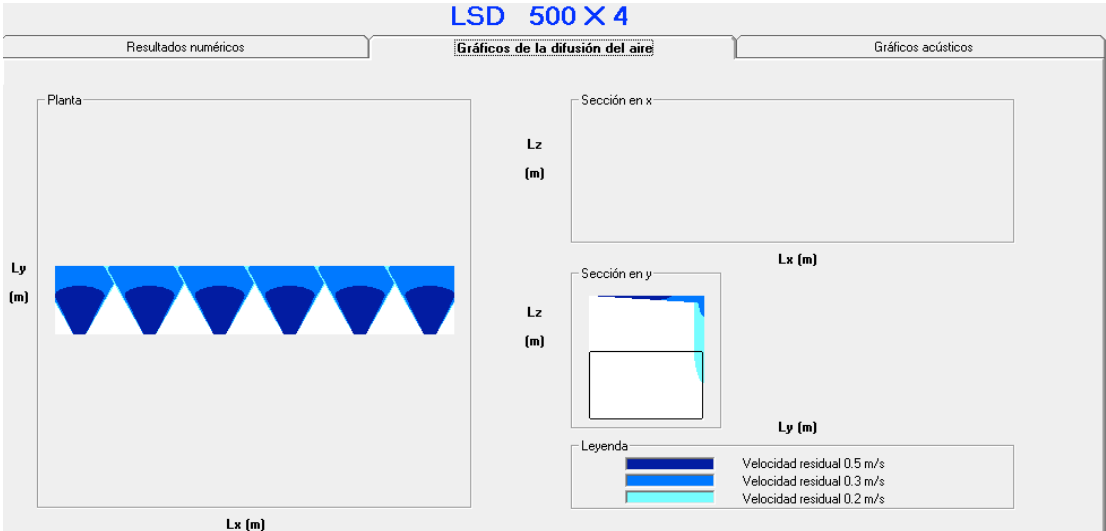 LSD 500 X 4
Resultados numéricos
Gráficos de la difusión del aire
Gráficos acústicos
Planta
Ly
(m)
Lx (m)
Sección en x
Lz
(m)
Lx (m)
Sección en y
Lz
(m)
Ly (m)
Leyenda
Velocidad residual 0.5 m/s
Velocidad residual 0.3 m/s
Velocidad residual 0.2 m/s